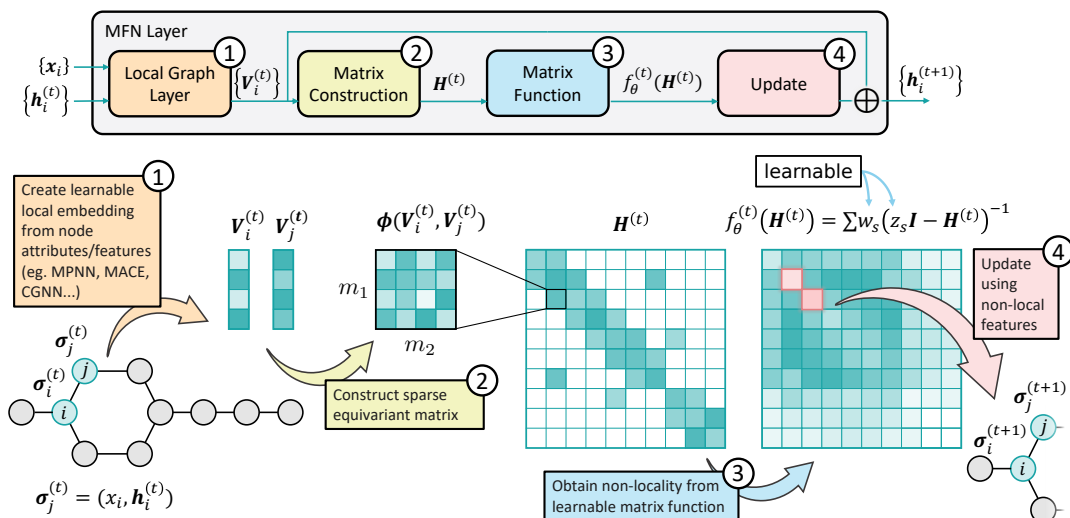 MFN Layer
1
2
3
4
{x_i}
{h_i^(t)}
Local Graph
Layer
{V_i^(t)}
Matrix
Construction
H^(t)
Matrix
Function
f_θ^(t)(H^(t))
Update
⊕
{h_i^(t+1)}
1
Create learnable
local embedding
from node
attributes/features
(eg. MPNN, MACE,
CGNN...)
V_i^(t) V_j^(t)
ϕ(V_i^(t), V_j^(t))
m_1
m_2
H^(t)
learnable
f_θ^(t)(H^(t)) = ∑w_s(z_s I − H^(t))^−1
4
Update
using
non-local
features
2
Construct sparse
equivariant matrix
3
Obtain non-locality from
learnable matrix function
σ_j^(t)
σ_i^(t)
j
i
σ_j^(t) = (x_i, h_i^(t))
σ_j^(t+1)
σ_i^(t+1)
j
i